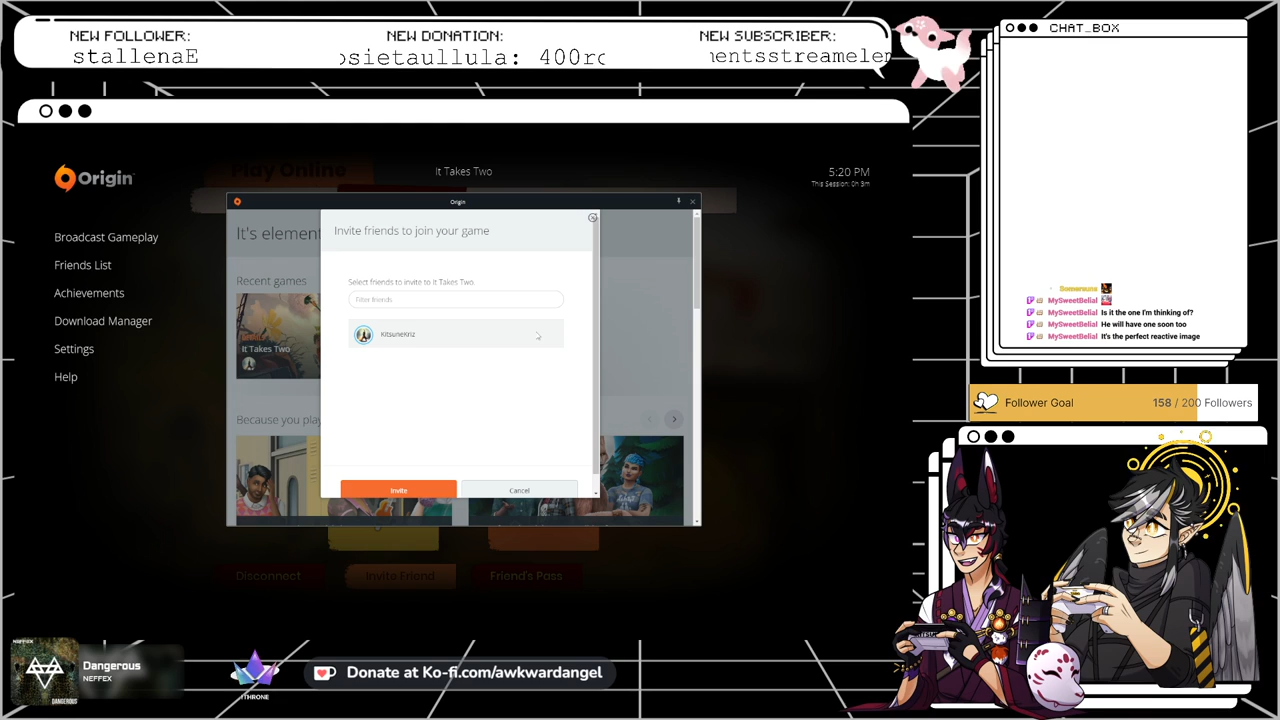 NEW FOLLOWER:
stallenaE
NEW DONATION:
osietaullula: 400rc
NEW SUBSCRIBER:
entsstreamelem
CHAT_BOX
Origin
Play Online
It Takes Two
5:20 PM
This Session: 0h 3m
Broadcast Gameplay
Friends List
Achievements
Download Manager
Settings
Help
Origin
It's element
Recent games
It Takes Two
Because you play
Invite friends to join your game
Select friends to invite to It Takes Two.
Filter friends
KitsuneKriz
Invite
Cancel
Disconnect
Invite Friend
Friend's Pass
MySweetBelial
MySweetBelial Is it the one I'm thinking of?
MySweetBelial He will have one soon too
MySweetBelial It's the perfect reactive image
Follower Goal
158 / 200 Followers
NEFFEX
DANGEROUS
Dangerous
NEFFEX
THRONE
Donate at Ko-fi.com/awkwardangel